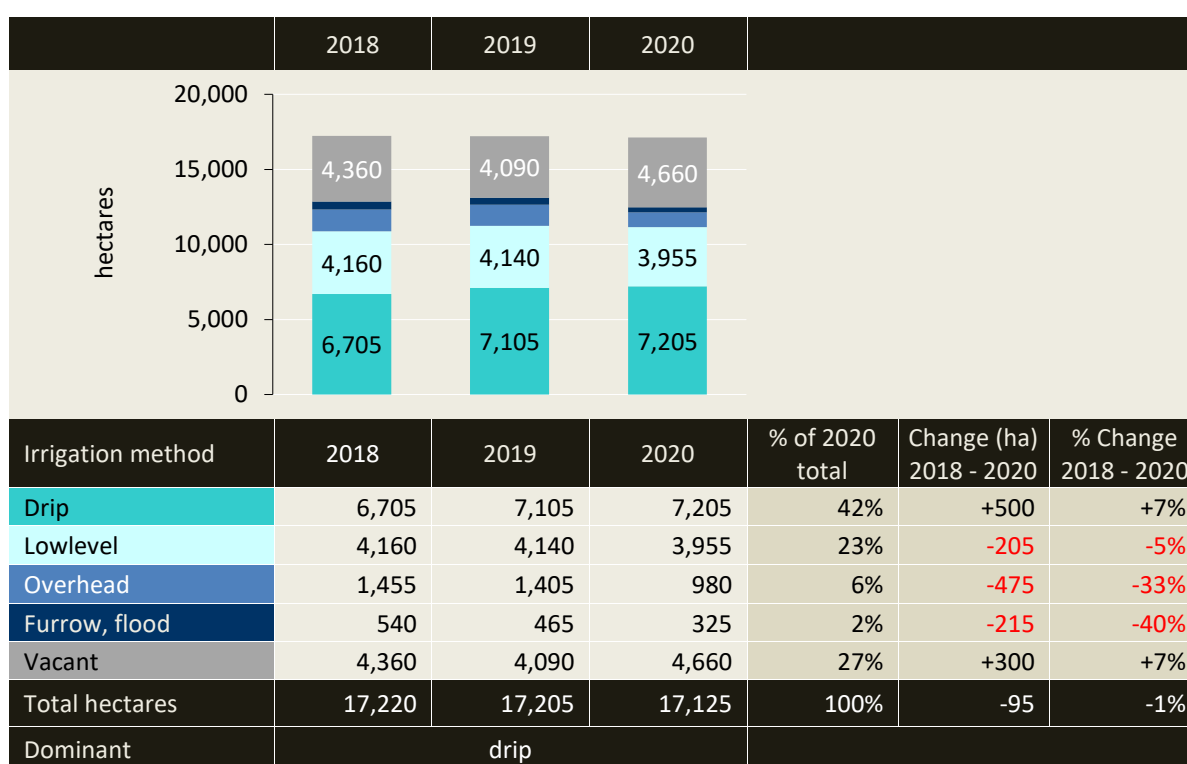 2018 2019 2020
20,000
15,000
10,000
5,000
0
hectares
4,360 4,090 4,660
4,160 4,140 3,955
6,705 7,105 7,205
Irrigation method 2018 2019 2020 % of 2020 total Change (ha) 2018 - 2020 % Change 2018 - 2020
Drip 6,705 7,105 7,205 42% +500 +7%
Lowlevel 4,160 4,140 3,955 23% -205 -5%
Overhead 1,455 1,405 980 6% -475 -33%
Furrow, flood 540 465 325 2% -215 -40%
Vacant 4,360 4,090 4,660 27% +300 +7%
Total hectares 17,220 17,205 17,125 100% -95 -1%
Dominant drip